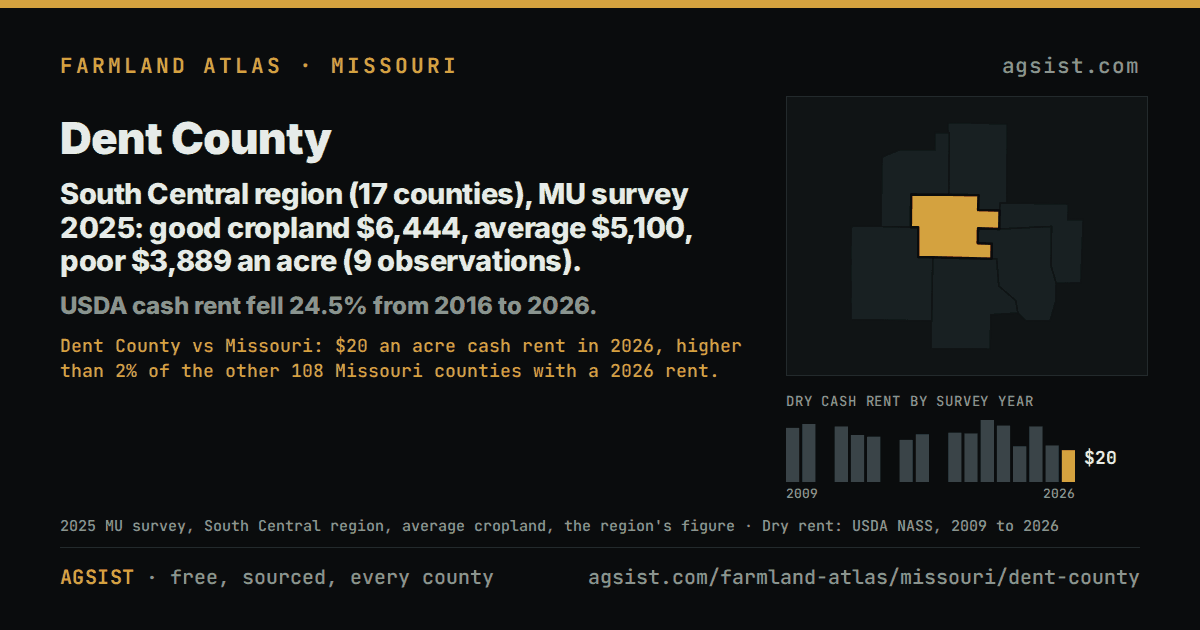 FARMLAND ATLAS · MISSOURI
agsist.com
Dent County
South Central region (17 counties), MU survey
2025: good cropland $6,444, average $5,100,
poor $3,889 an acre (9 observations).
USDA cash rent fell 24.5% from 2016 to 2026.
Dent County vs Missouri: $20 an acre cash rent in 2026, higher
than 2% of the other 108 Missouri counties with a 2026 rent.
DRY CASH RENT BY SURVEY YEAR
$20
2009 2026
2025 MU survey, South Central region, average cropland, the region's figure · Dry rent: USDA NASS, 2009 to 2026
AGSIST · free, sourced, every county
agsist.com/farmland-atlas/missouri/dent-county